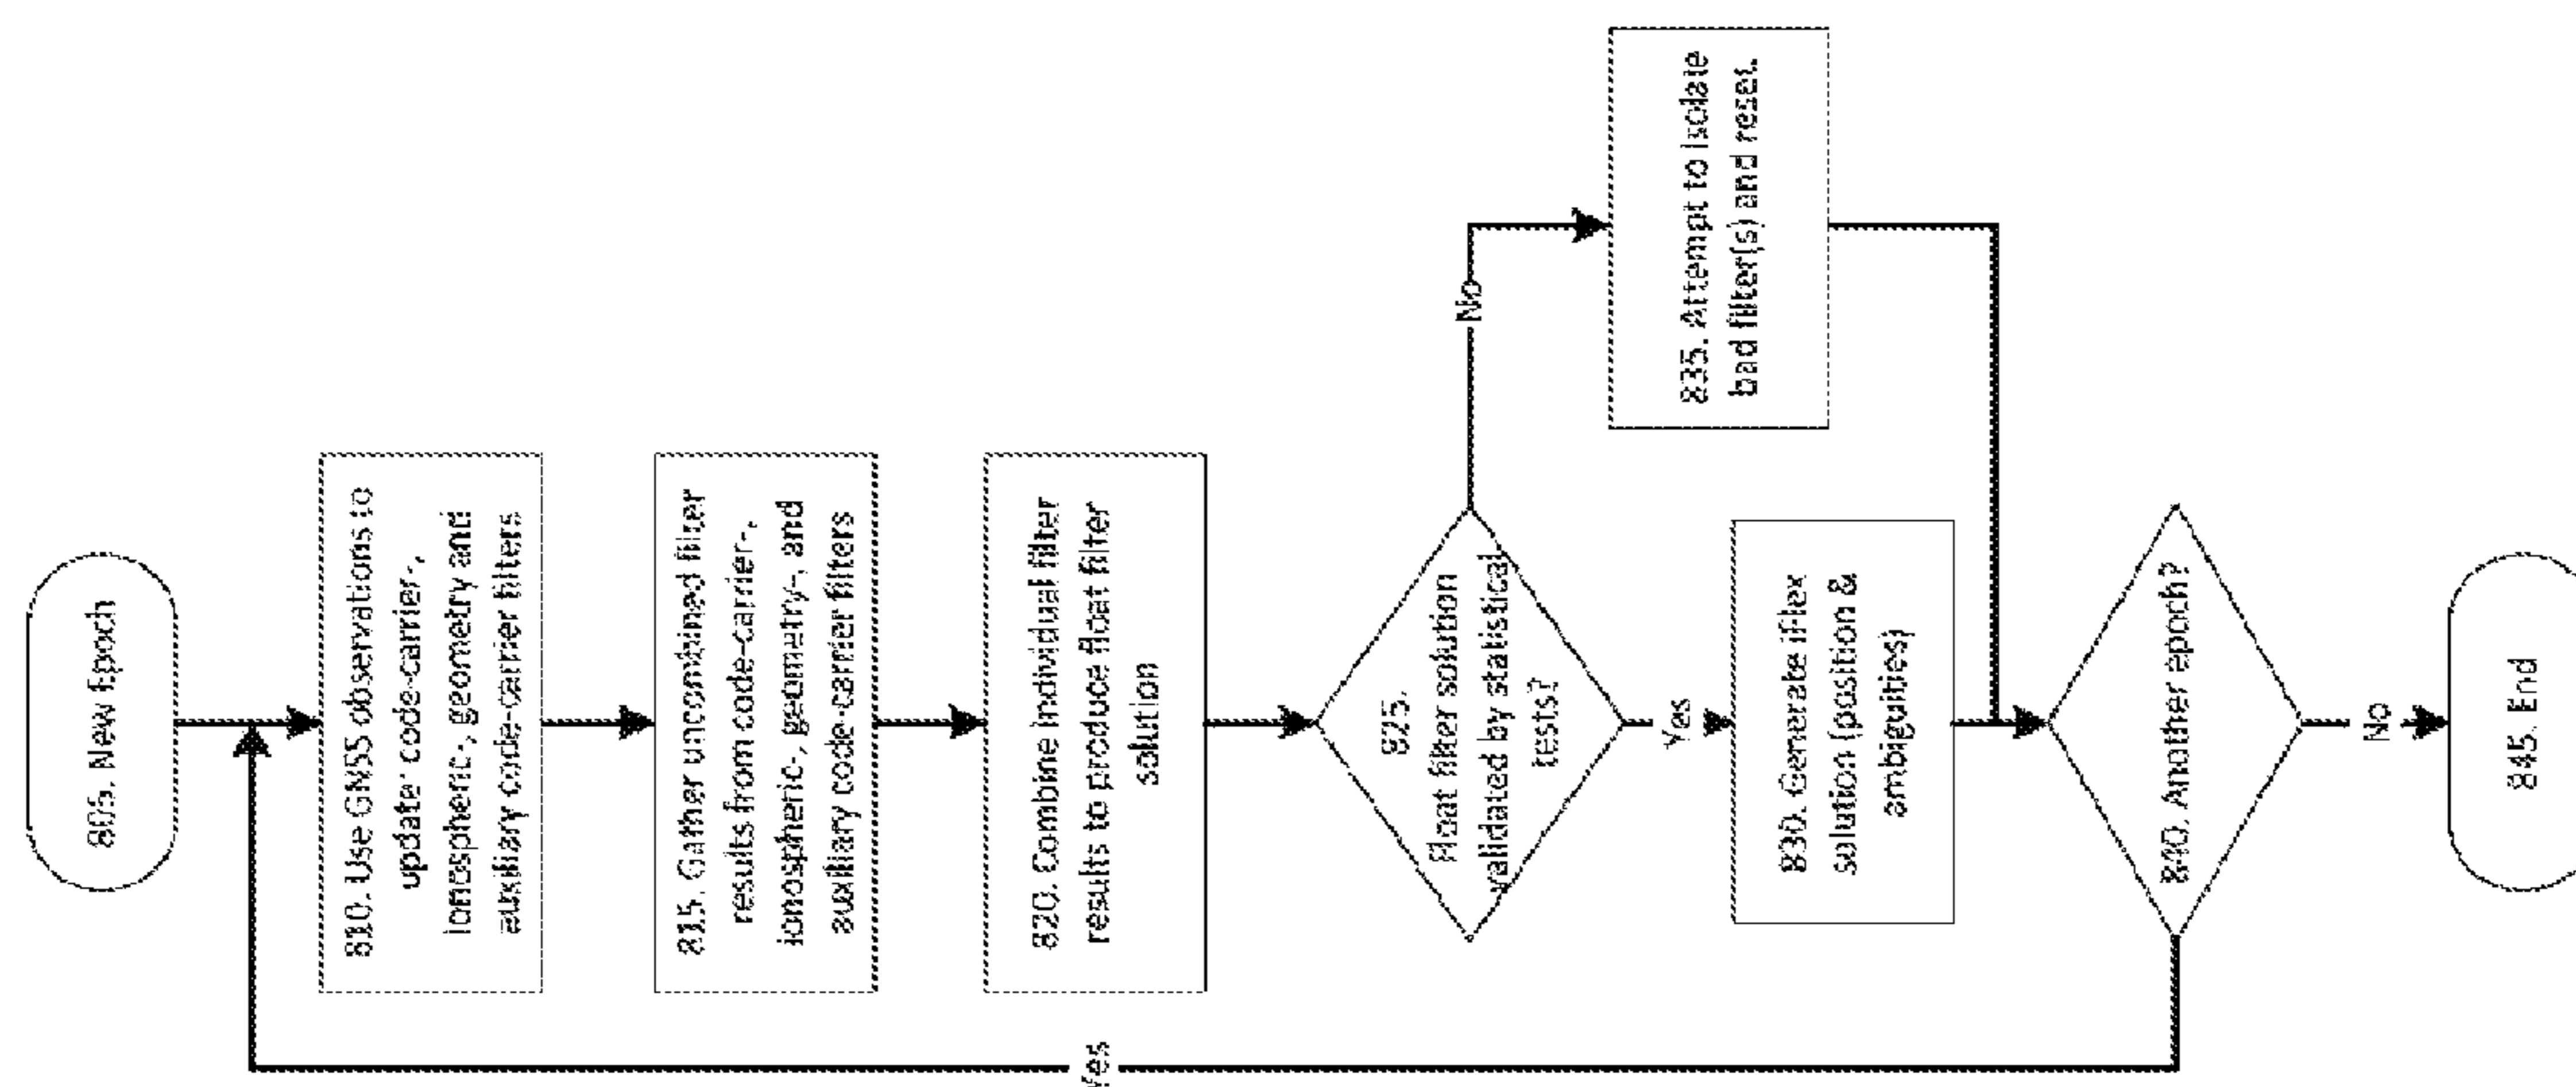 805. New Epoch
810. Use GNSS observations to
update code-carrier-,
ionospheric-, geometry and
auxiliary code-carrier filters
815. Gather uncombined filter
results from code-carrier-,
ionospheric-, geometry-, and
auxiliary code-carrier filters
820. Combine individual filter
results to produce float filter
solution
825.
Float filter solution
validated by statistical
tests?
No
835. Attempt to isolate
bad filter(s) and reset.
Yes
830. Generate iFlex
solution (position &
ambiguities)
840. Another epoch?
Yes
No
845. End